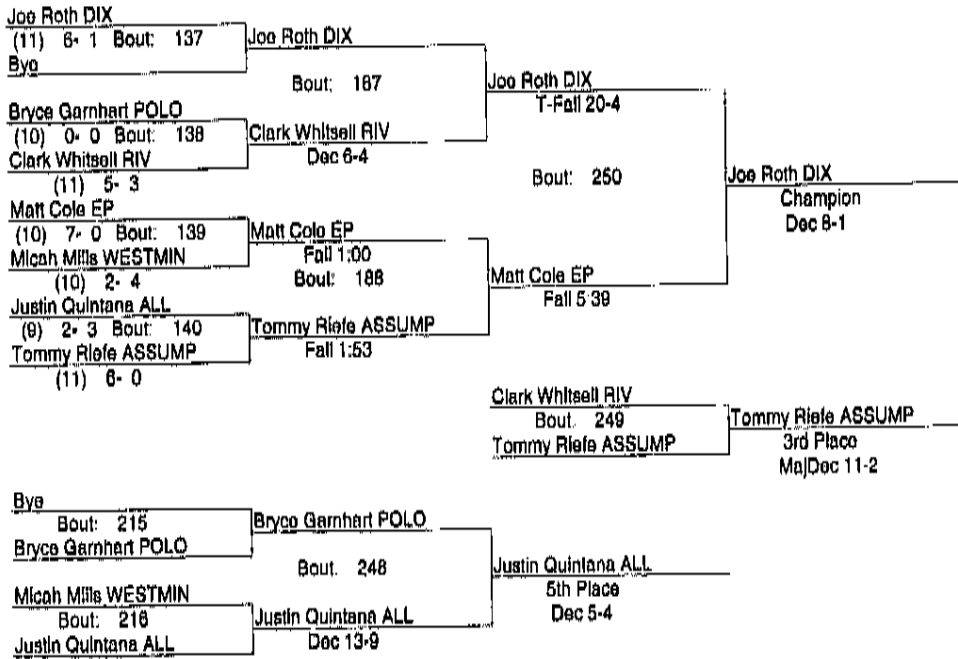 Joe Roth DIX
(11) 6- 1 Bout: 137
Bye
Joe Roth DIX
Bout: 187
Bryce Garnhart POLO
(10) 0- 0 Bout: 138
Clark Whitsell RIV
(11) 5- 3
Clark Whitsell RIV
Dec 6-4
Joe Roth DIX
T-Fall 20-4
Bout: 250
Joe Roth DIX
Champion
Dec 8-1
Matt Cole EP
(10) 7- 0 Bout: 139
Micah Mills WESTMIN
(10) 2- 4
Matt Cole EP
Fall 1:00
Bout: 188
Justin Quintana ALL
(9) 2- 3 Bout: 140
Tommy Riefe ASSUMP
(11) 6- 0
Tommy Riefe ASSUMP
Fall 1:53
Matt Cole EP
Fall 5:39
Clark Whitsell RIV
Bout. 249
Tommy Riefe ASSUMP
Tommy Riefe ASSUMP
3rd Place
MajDec 11-2
Bye
Bout: 215
Bryce Garnhart POLO
Bryce Garnhart POLO
Bout. 248
Micah Mills WESTMIN
Bout: 216
Justin Quintana ALL
Justin Quintana ALL
Dec 13-9
Justin Quintana ALL
5th Place
Dec 5-4